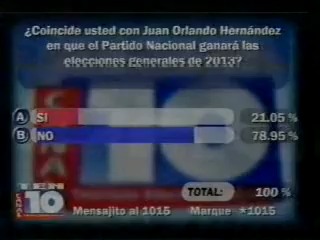 ¿Coincide usted con Juan Orlando Hernández
en que el Partido Nacional ganará las
elecciones generales de 2013?
A SI 21.05 %
B NO 78.95 %
10
TOTAL: 100 %
10
Mensajito al 1015 Marque *1015